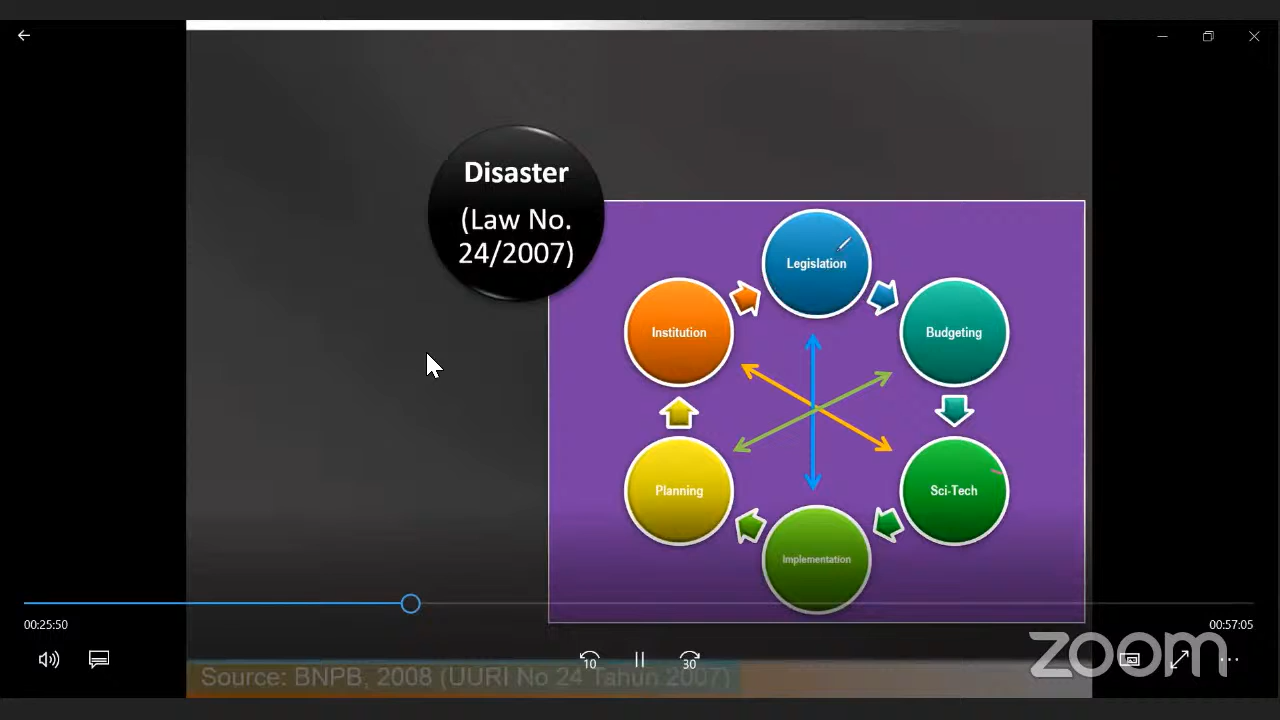 Disaster
(Law No.
24/2007)
Legislation
Institution
Budgeting
Planning
Sci-Tech
Implementation
00:25:50
00:57:05
10
30
zoom
Source: BNPB, 2008 (UURI No 24 Tahun 2007)